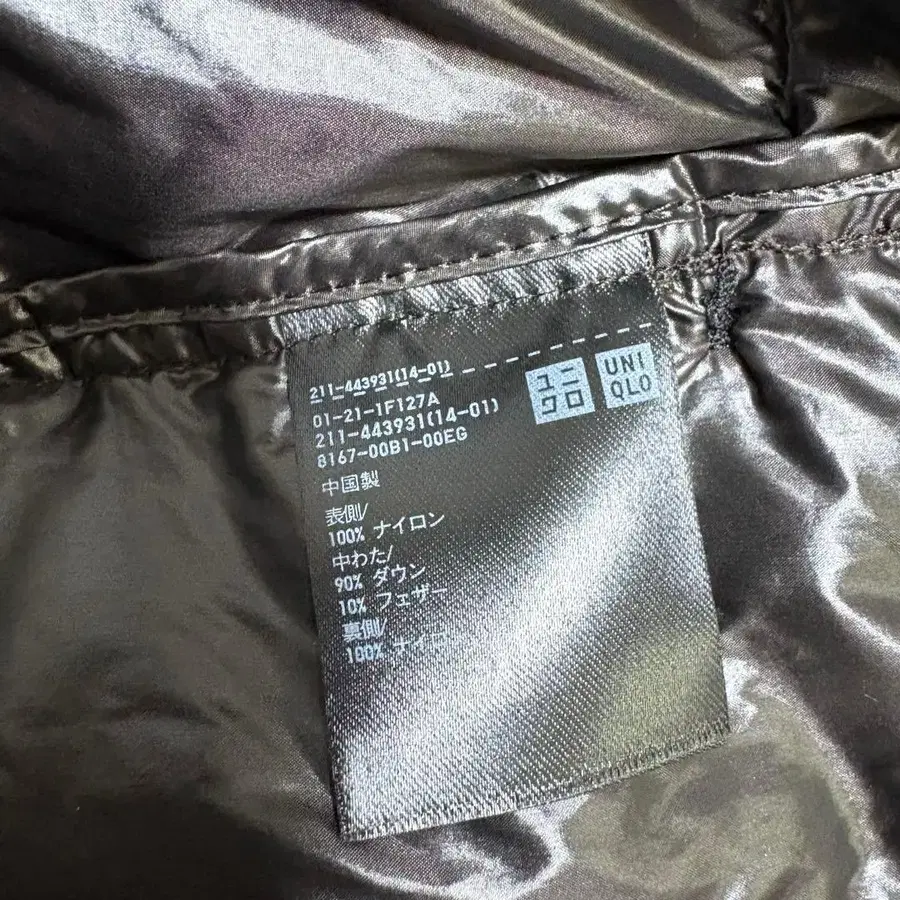 211-443931(14-01)
ユニ
クロ
UNI
QLO
01-21-1F127A
211-443931(14-01)
8167-00B1-00EG
中国製
表側/
100% ナイロン
中わた/
90% ダウン
10% フェザー
裏側/
100% ナイロン